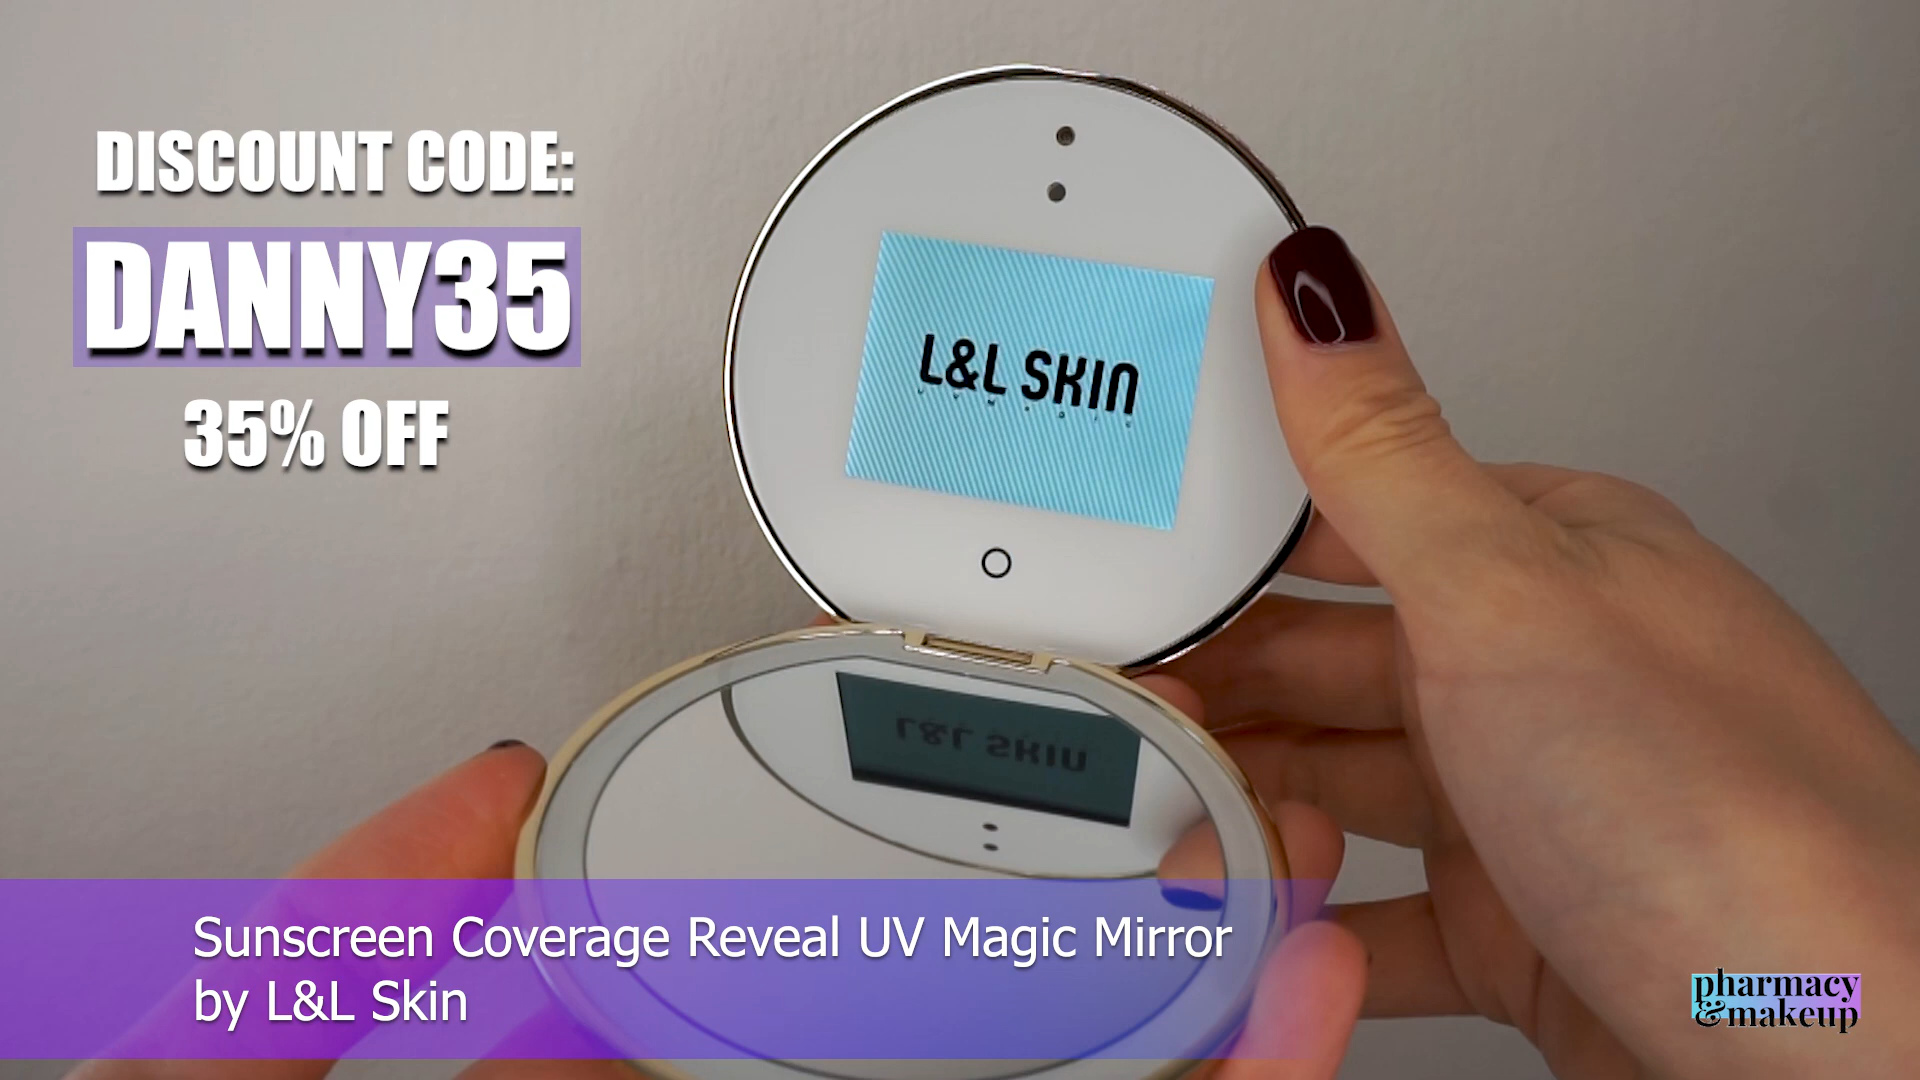 DISCOUNT CODE:
DANNY35
35% OFF
L&L SKIN
L&L SKIN
Sunscreen Coverage Reveal UV Magic Mirror
by L&L Skin
pharmacy
&makeup